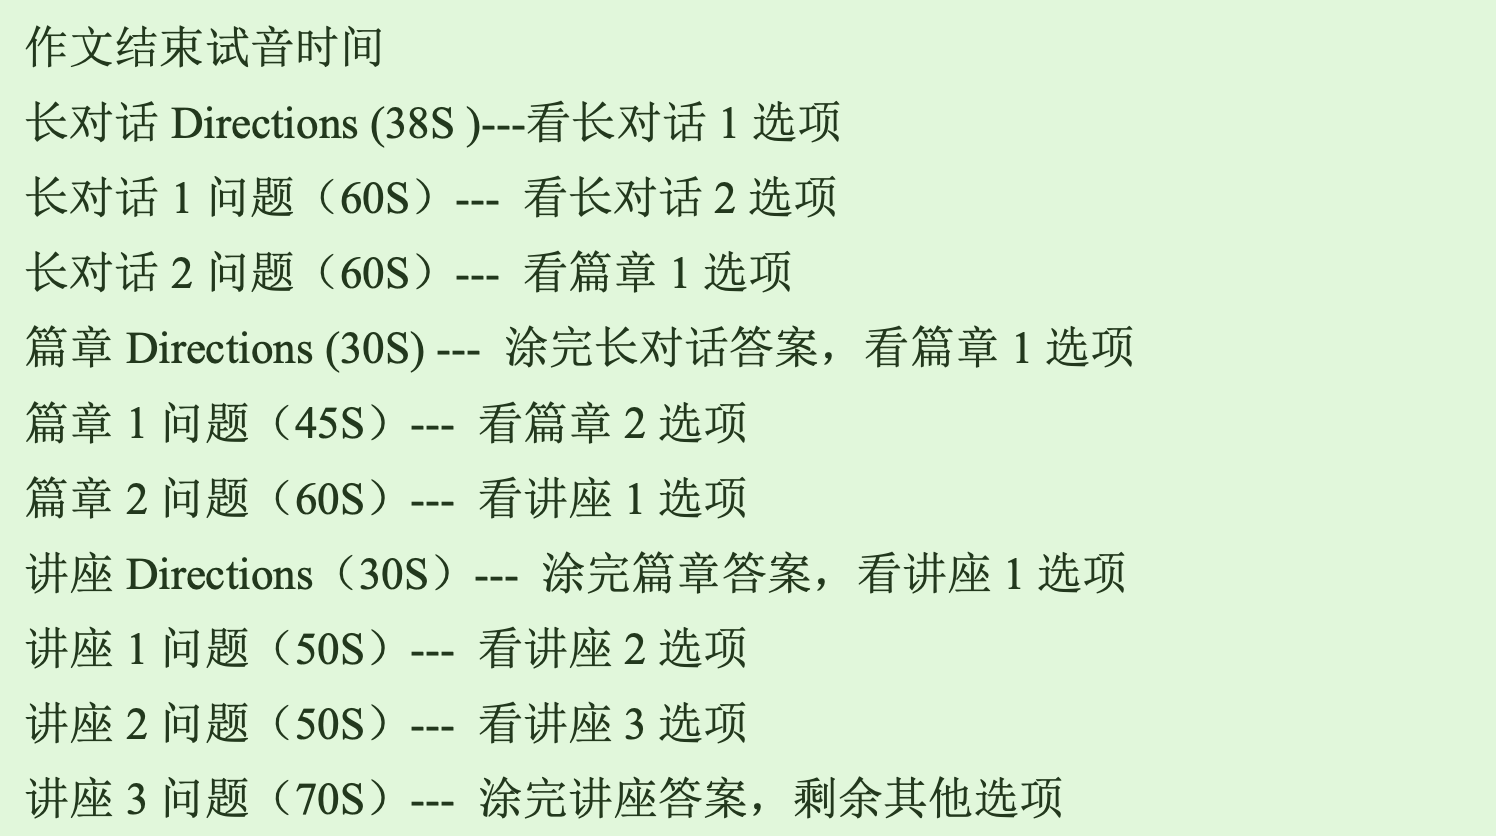 作文结束试音时间
长对话 Directions (38S )---看长对话 1 选项
长对话 1 问题（60S）--- 看长对话 2 选项
长对话 2 问题（60S）--- 看篇章 1 选项
篇章 Directions (30S) --- 涂完长对话答案，看篇章 1 选项
篇章 1 问题（45S）--- 看篇章 2 选项
篇章 2 问题（60S）--- 看讲座 1 选项
讲座 Directions（30S）--- 涂完篇章答案，看讲座 1 选项
讲座 1 问题（50S）--- 看讲座 2 选项
讲座 2 问题（50S）--- 看讲座 3 选项
讲座 3 问题（70S）--- 涂完讲座答案，剩余其他选项